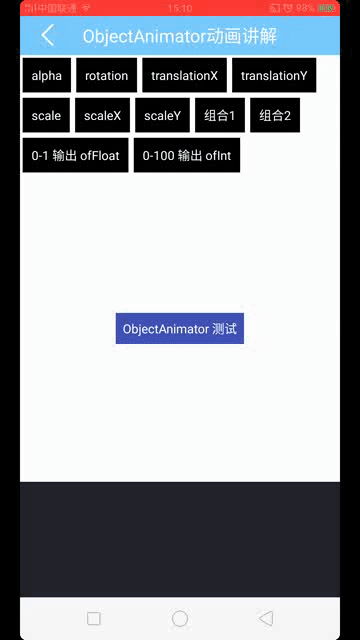 中国联通 15:10 98%
ObjectAnimator动画讲解
alpha rotation translationX translationY
scale scaleX scaleY 组合1 组合2
0-1 输出 ofFloat 0-100 输出 ofInt
ObjectAnimator 测试